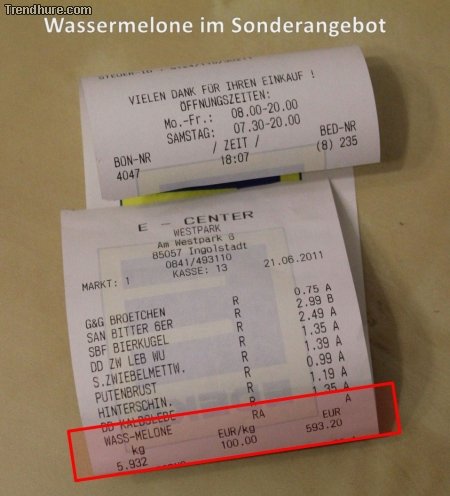 Trendhure.com
Wassermelone im Sonderangebot
VIELEN DANK FÜR IHREN EINKAUF !
ÖFFNUNGSZEITEN:
Mo.-Fr.: 08.00-20.00
SAMSTAG: 07.30-20.00
/ ZEIT /
BON-NR 18:07 BED-NR
4047 (8) 235
E - CENTER
WESTPARK
Am Westpark 6
85057 Ingolstadt
0841/493110
MARKT: 1 KASSE: 13 21.06.2011
G&G BROETCHEN R 0.75 A
SAN BITTER 6ER R 2.99 B
SBF BIERKUGEL R 2.49 A
DD ZW LEB WU R 1.35 A
S.ZWIEBELMETTW. R 1.39 A
PUTENBRUST R 0.99 A
HINTERSCHIN. R 1.19 A
DD KALBSLEBE R 1.35 A
WASS-MELONE RA A
kg EUR/kg EUR
5.932 100.00 593.20